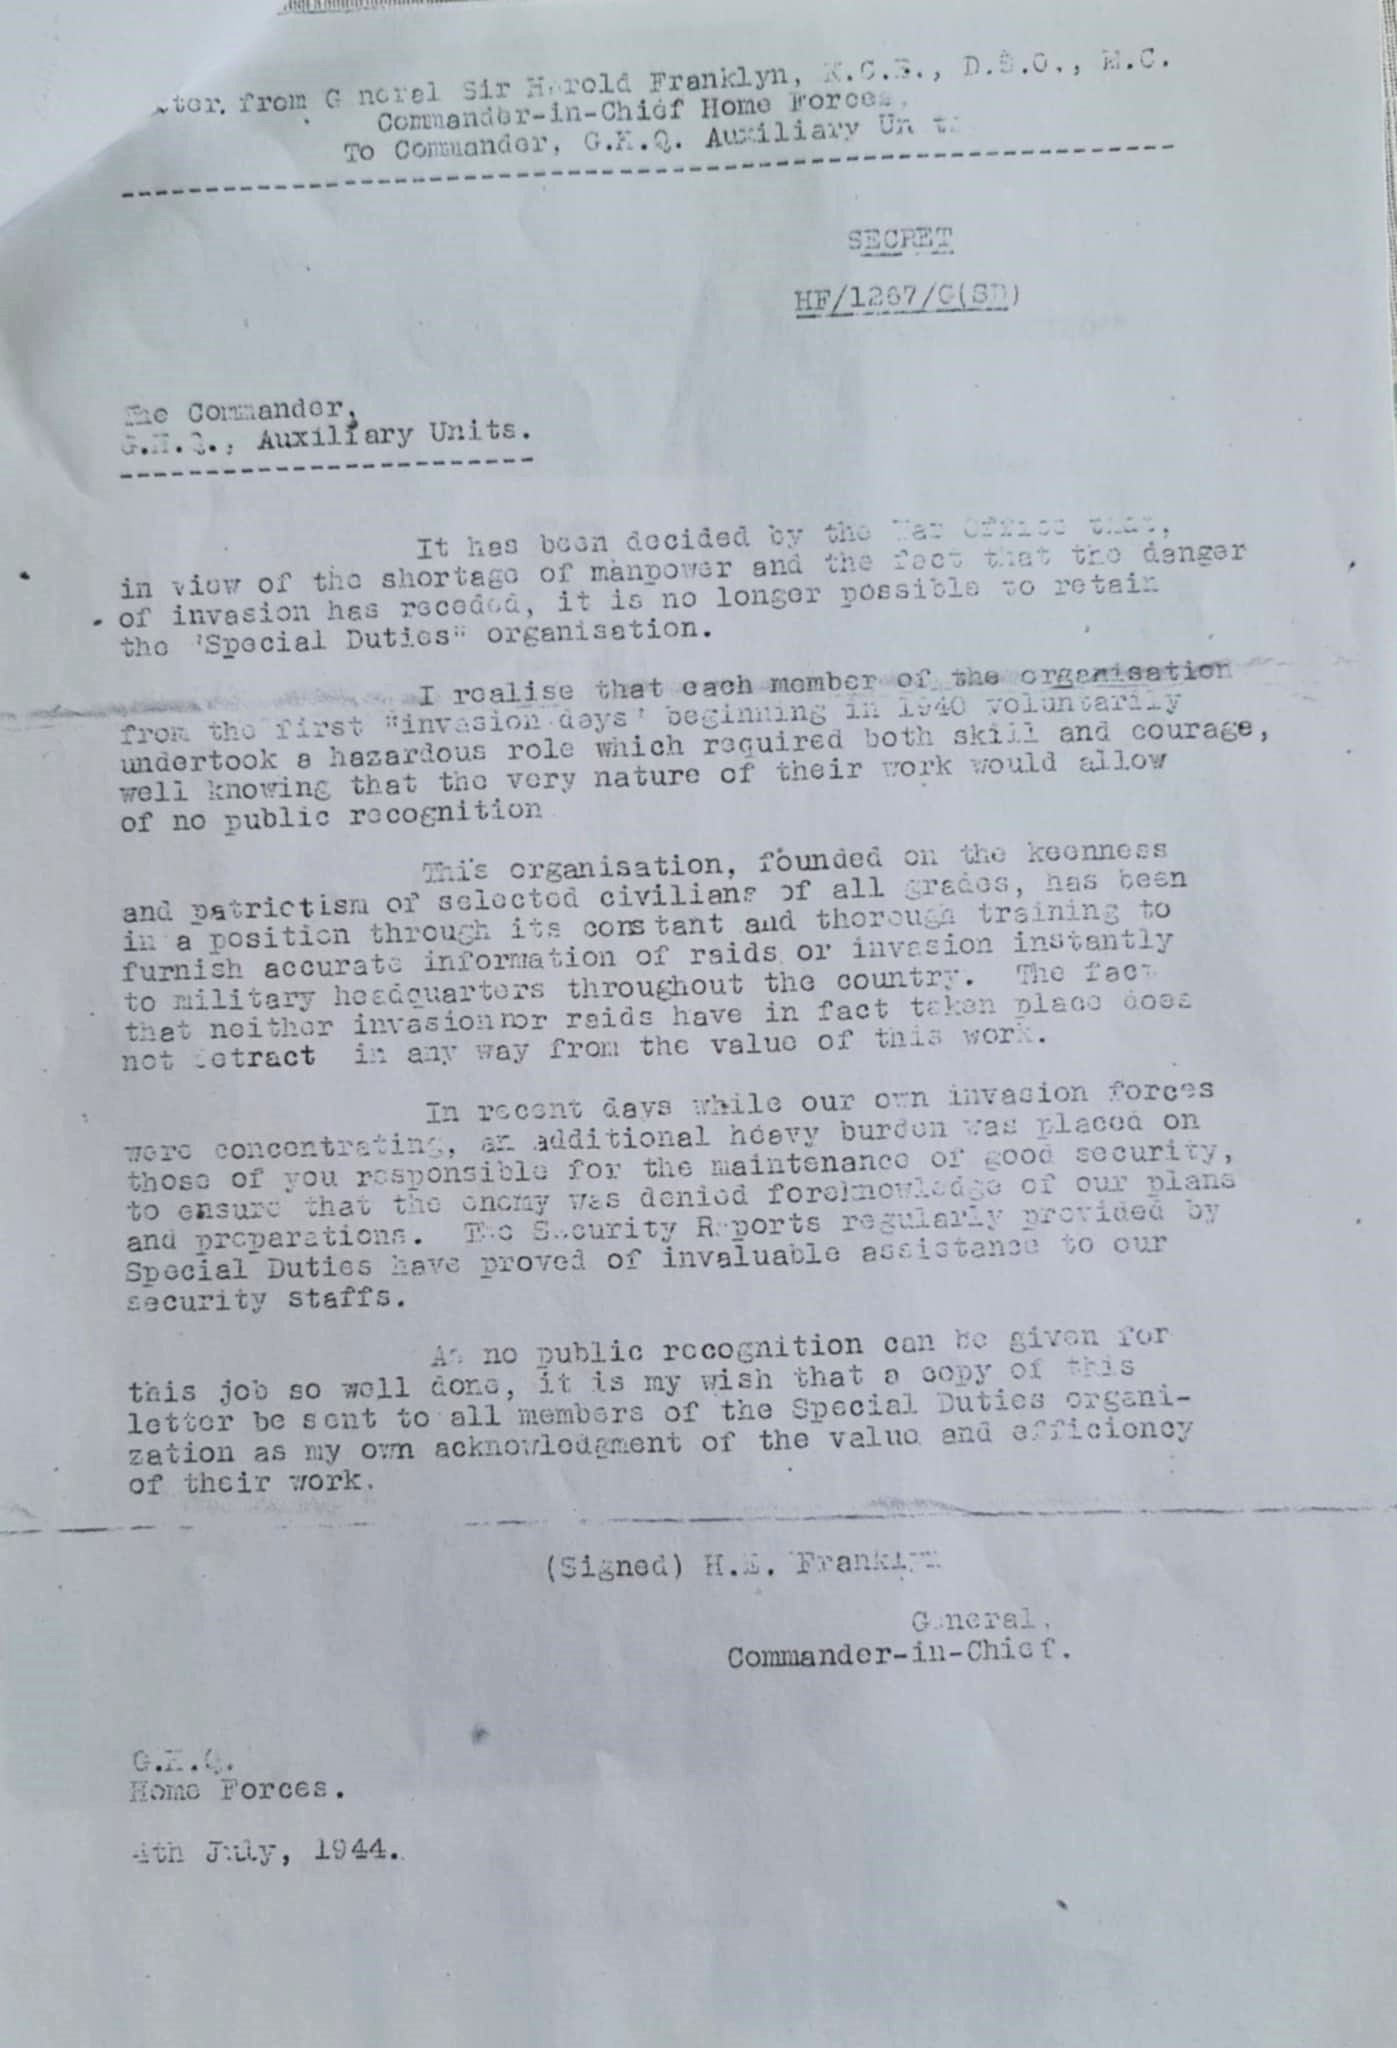 from General Sir Harold Franklyn, K.C.B., D.S.O., M.C.
Commander-in-Chief Home Forces,
To Commander, G.H.Q. Auxiliary
SECRET
HF/1267/G(SD)
The Commander,
G.H.Q., Auxiliary Units.
It has been decided by the War Office that,
in view of the shortage of manpower and the fact that the danger
of invasion has receded, it is no longer possible to retain
the "Special Duties" organisation.
I realise that each member of the organisation
from the first "invasion days" beginning in 1940 voluntarily
undertook a hazardous role which required both skill and courage,
well knowing that the very nature of their work would allow
of no public recognition
This organisation, founded on the keenness
and patriotism of selected civilians of all grades, has been
in a position through its constant and thorough training to
furnish accurate information of raids or invasion instantly
to military headquarters throughout the country. The fact
that neither invasion nor raids have in fact taken place does
not detract in any way from the value of this work.
In recent days while our own invasion forces
were concentrating, an additional heavy burden was placed on
those of you responsible for the maintenance of good security,
to ensure that the enemy was denied foreknowledge of our plans
and preparations. The Security Reports regularly provided by
Special Duties have proved of invaluable assistance to our
security staffs.
As no public recognition can be given for
this job so well done, it is my wish that a copy of this
letter be sent to all members of the Special Duties organi-
zation as my own acknowledgment of the value and efficiency
of their work.
(Signed) H.E. Franklyn
General,
Commander-in-Chief.
G.H.Q.
Home Forces.
4th July, 1944.